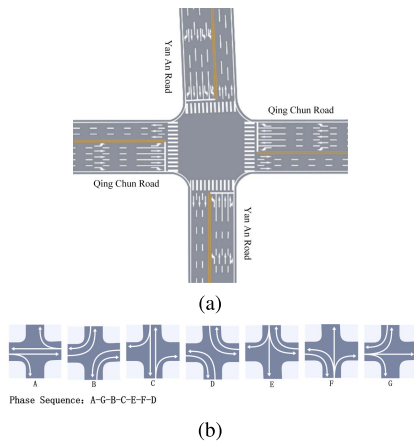 Yan An Road
Qing Chun Road
Qing Chun Road
Yan An Road
(a)
A B C D E F G
Phase Sequence: A-G-B-C-E-F-D
(b)